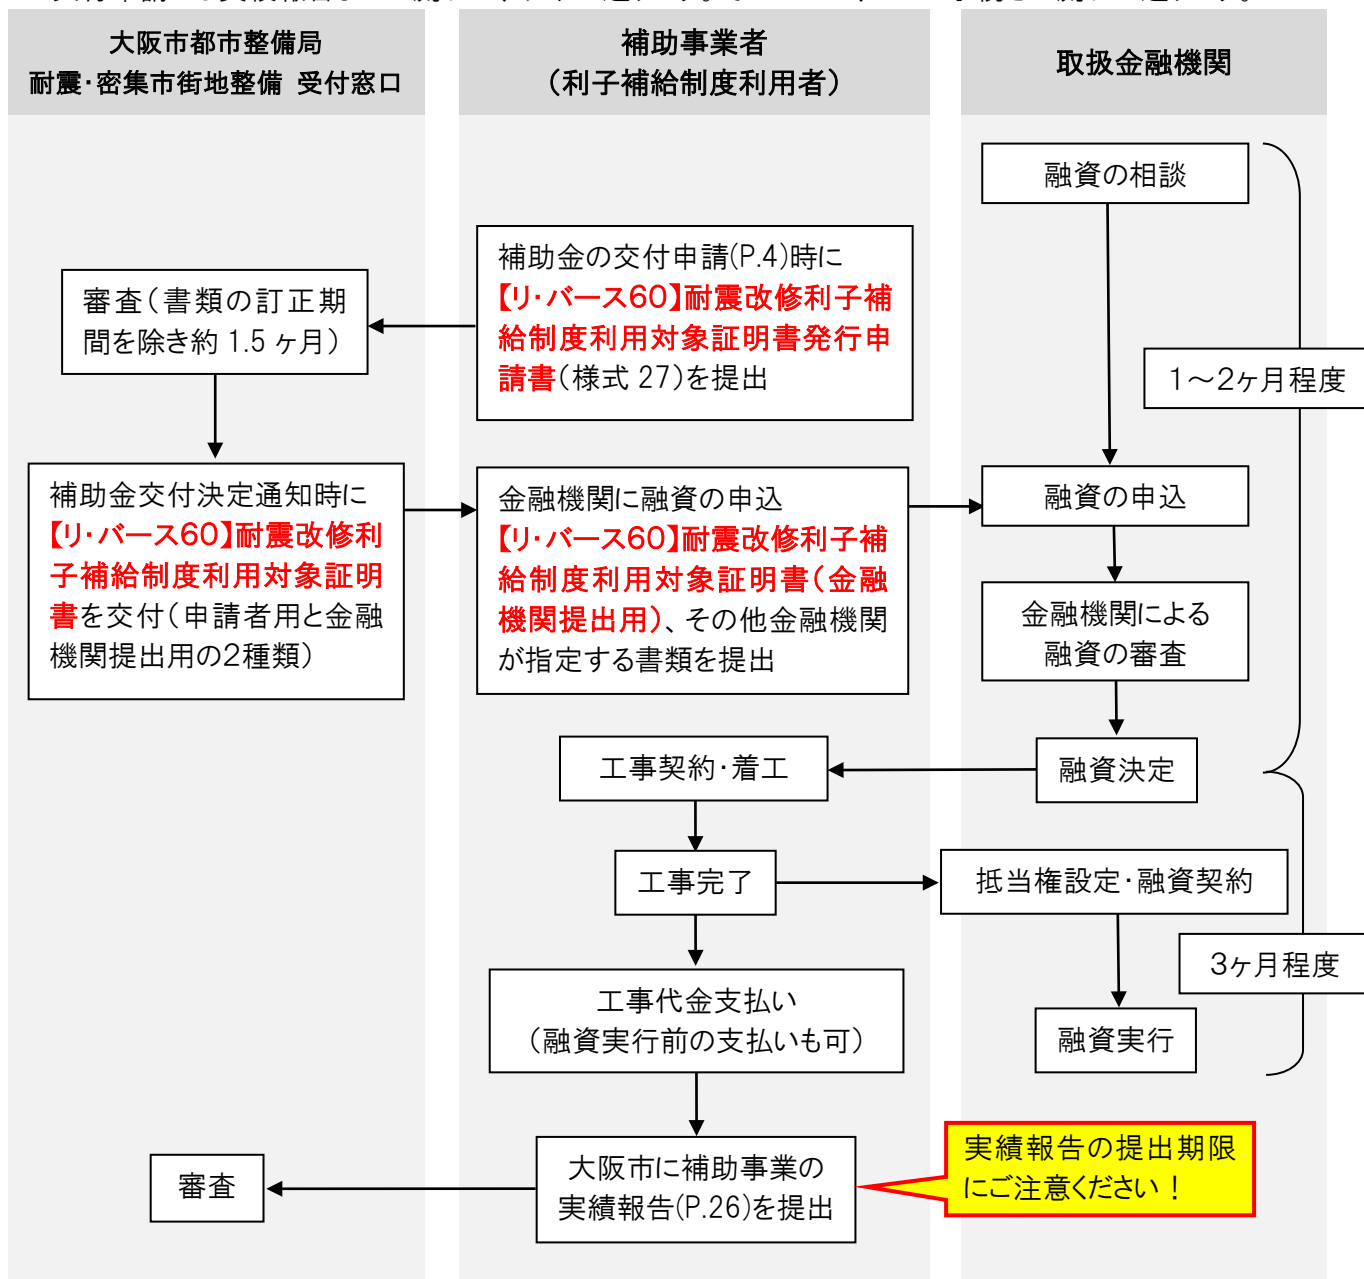 大阪市都市整備局
耐震・密集市街地整備 受付窓口
補助事業者
（利子補給制度利用者）
取扱金融機関
融資の相談
補助金の交付申請(P.4)時に
【リ・バース60】耐震改修利子補
給制度利用対象証明書発行申
請書（様式 27）を提出
審査（書類の訂正期
間を除き約 1.5 ヶ月）
1～2ヶ月程度
補助金交付決定通知時に
【リ・バース60】耐震改修利
子補給制度利用対象証明
書を交付（申請者用と金融
機関提出用の2種類）
金融機関に融資の申込
【リ・バース60】耐震改修利子補
給制度利用対象証明書（金融
機関提出用）、その他金融機関
が指定する書類を提出
融資の申込
金融機関による
融資の審査
工事契約・着工
融資決定
工事完了
抵当権設定・融資契約
3ヶ月程度
工事代金支払い
（融資実行前の支払いも可）
融資実行
審査
大阪市に補助事業の
実績報告(P.26)を提出
実績報告の提出期限
にご注意ください！